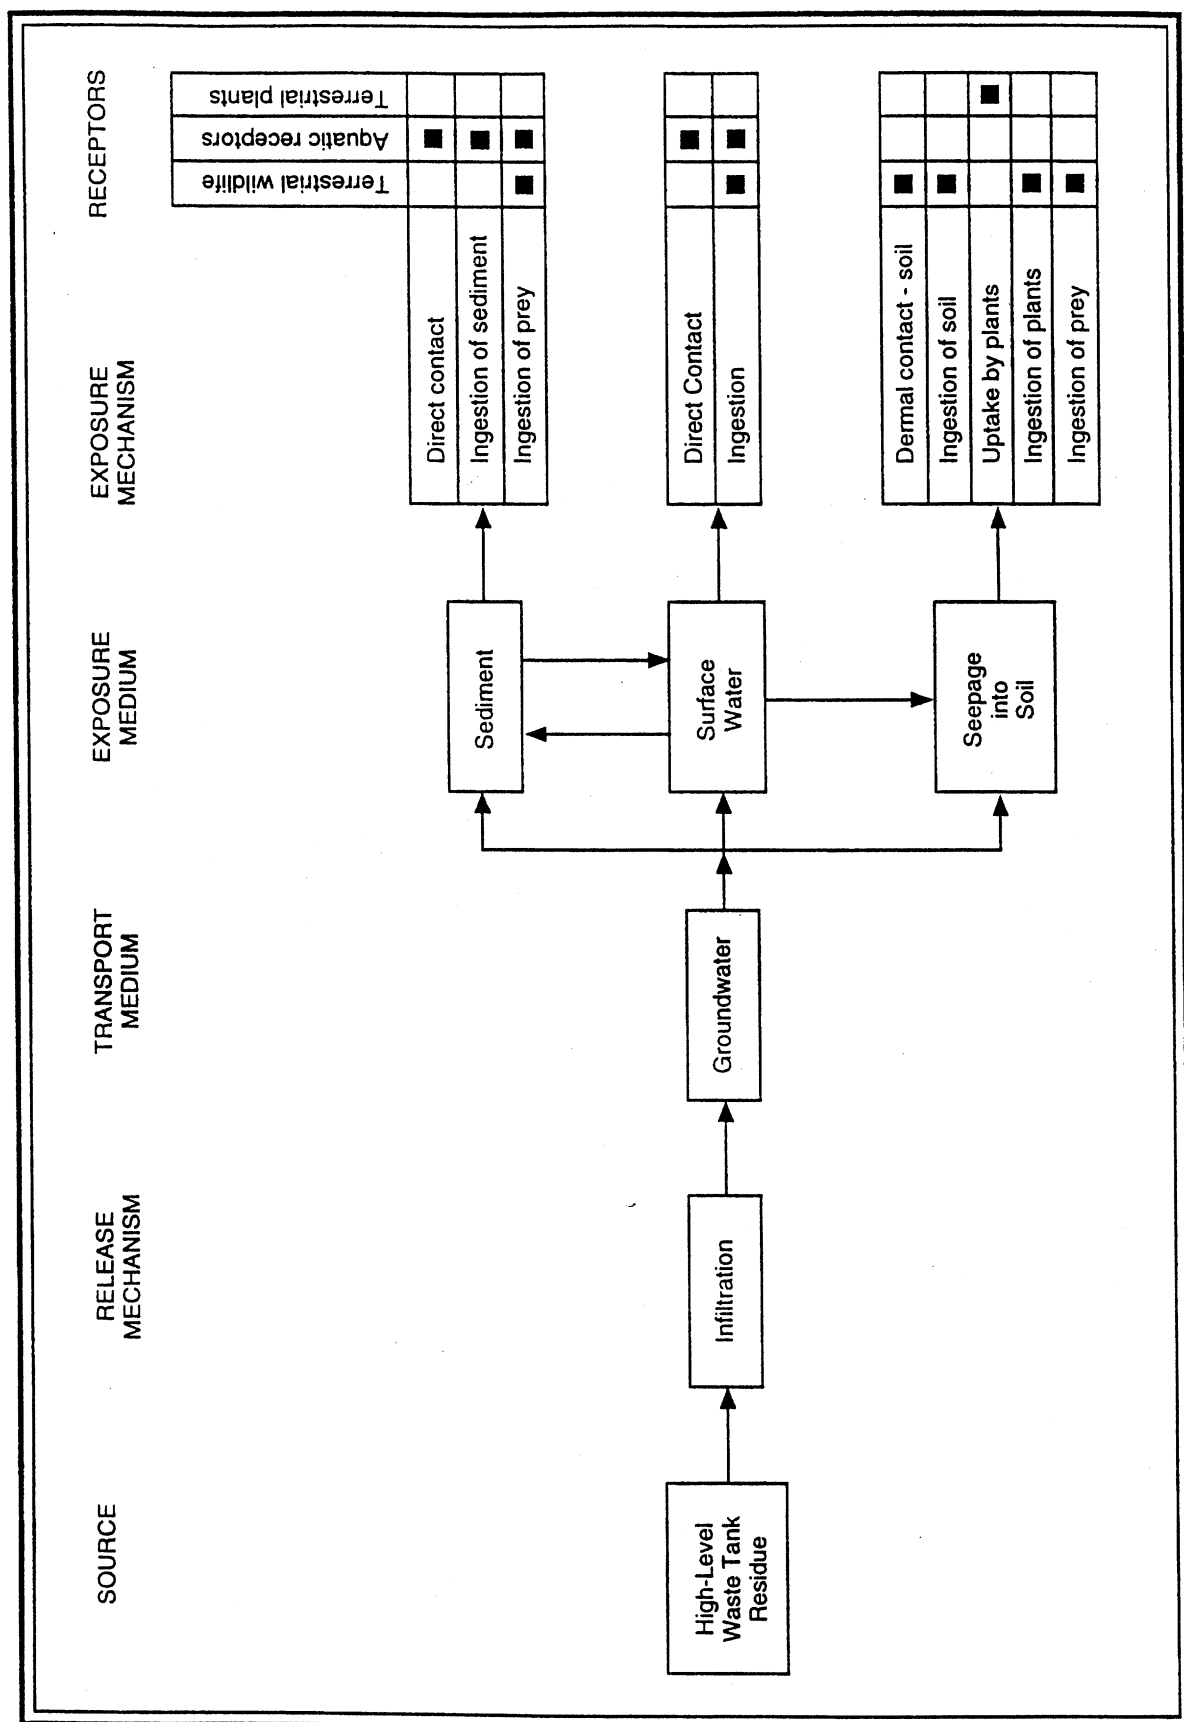 SOURCE
RELEASE
MECHANISM
TRANSPORT
MEDIUM
EXPOSURE
MEDIUM
EXPOSURE
MECHANISM
RECEPTORS
Terrestrial wildlife
Aquatic receptors
Terrestrial plants
High-Level
Waste Tank
Residue
Infiltration
Groundwater
Sediment
Direct contact
Ingestion of sediment
Ingestion of prey
Surface
Water
Direct Contact
Ingestion
Seepage
into
Soil
Dermal contact - soil
Ingestion of soil
Uptake by plants
Ingestion of plants
Ingestion of prey